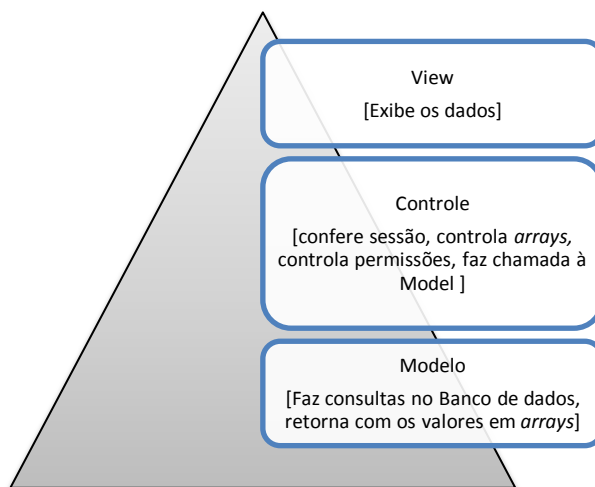 View
[Exibe os dados]
Controle
[confere sessão, controla arrays,
controla permissões, faz chamada à
Model ]
Modelo
[Faz consultas no Banco de dados,
retorna com os valores em arrays]